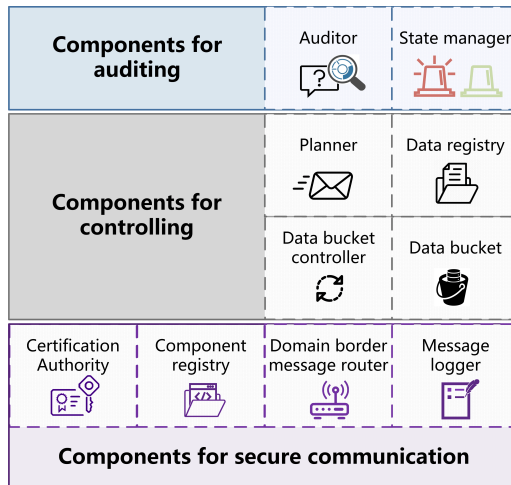 Components for
auditing
Auditor
State manager
?
Components for
controlling
Planner
Data registry
Data bucket
controller
Data bucket
Certification
Authority
Component
registry
</>
Domain border
message router
Message
logger
Components for secure communication